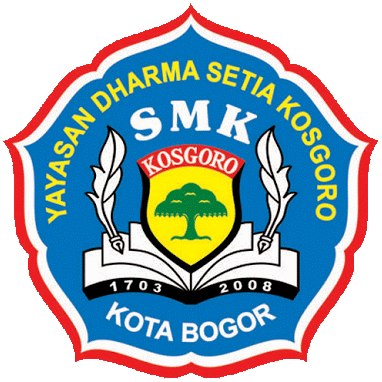 YAYASAN DHARMA SETIA KOSGORO
SMK
KOSGORO
1703 2008
KOTA BOGOR